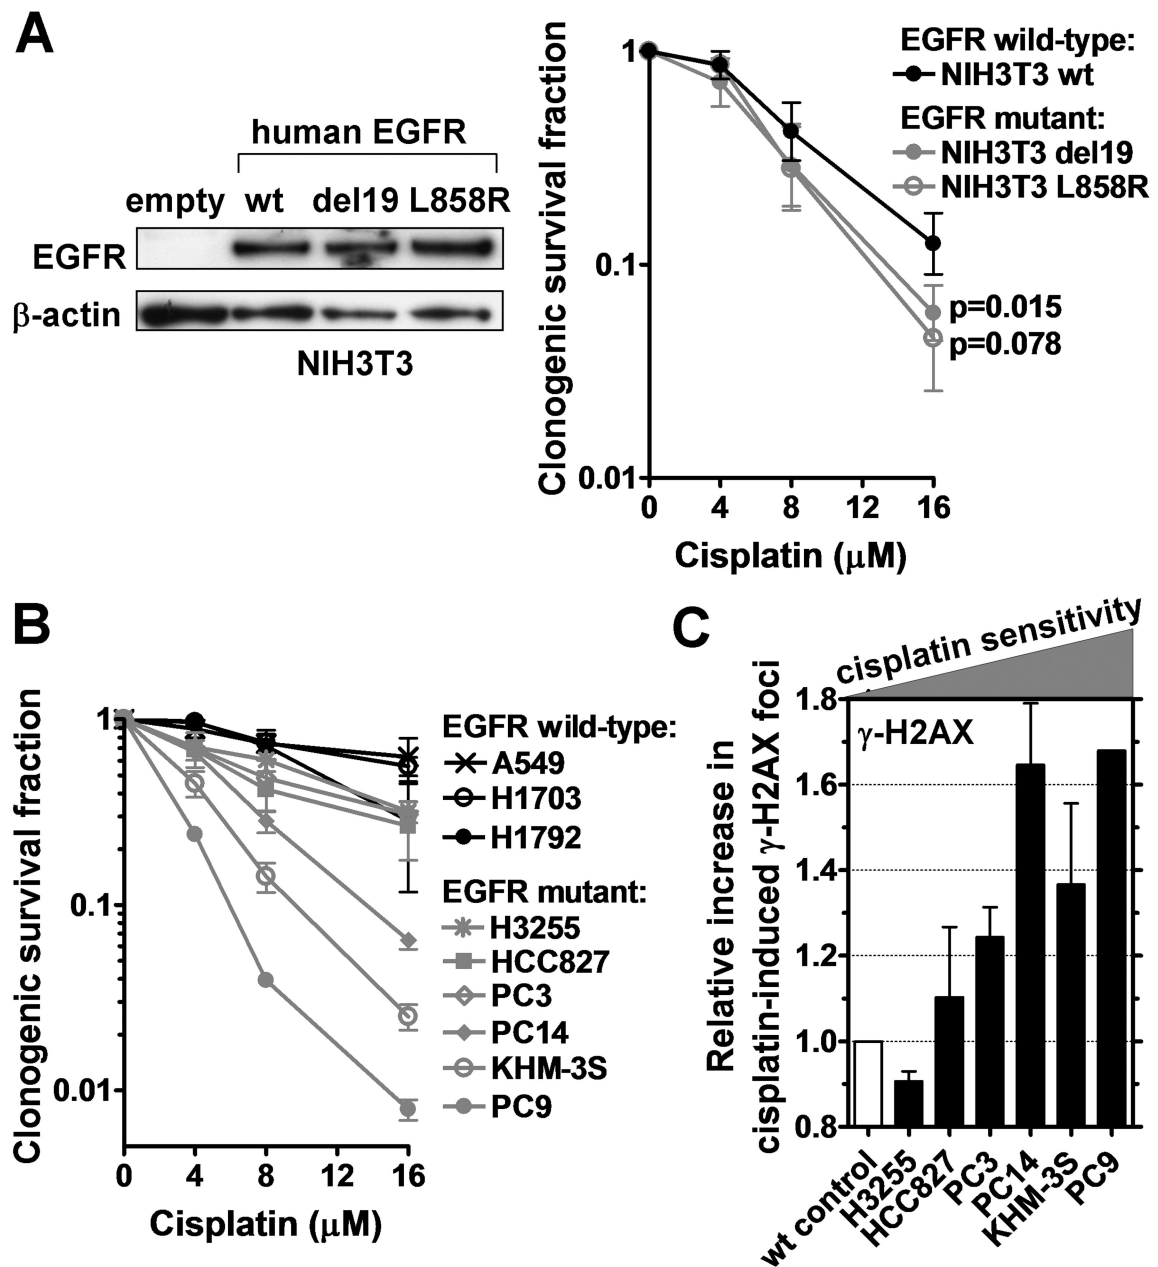 A
human EGFR
empty wt del19 L858R
EGFR
β-actin
NIH3T3
Clonogenic survival fraction
1
0.1
0.01
0 4 8 12 16
Cisplatin (μM)
EGFR wild-type:
NIH3T3 wt
EGFR mutant:
NIH3T3 del19
NIH3T3 L858R
p=0.015
p=0.078
B
Clonogenic survival fraction
1
0.1
0.01
0 4 8 12 16
Cisplatin (μM)
EGFR wild-type:
A549
H1703
H1792
EGFR mutant:
H3255
HCC827
PC3
PC14
KHM-3S
PC9
C
cisplatin sensitivity
Relative increase in
cisplatin-induced γ-H2AX foci
γ-H2AX
1.8
1.6
1.4
1.2
1.0
0.8
wt control
H3255
HCC827
PC3
PC14
KHM-3S
PC9